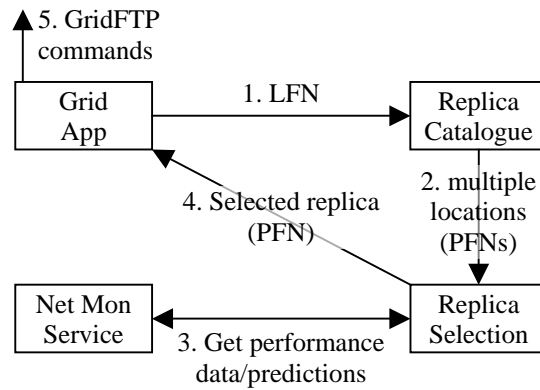 5. GridFTP
commands
Grid
App
1. LFN
Replica
Catalogue
2. multiple
locations
(PFNs)
4. Selected replica
(PFN)
Net Mon
Service
Replica
Selection
3. Get performance
data/predictions